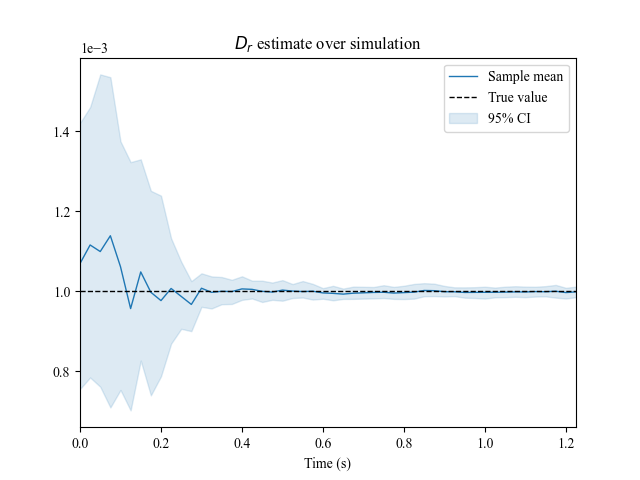 D_r estimate over simulation
1e−3
Sample mean
True value
95% CI
1.4
1.2
1.0
0.8
0.0 0.2 0.4 0.6 0.8 1.0 1.2
Time (s)